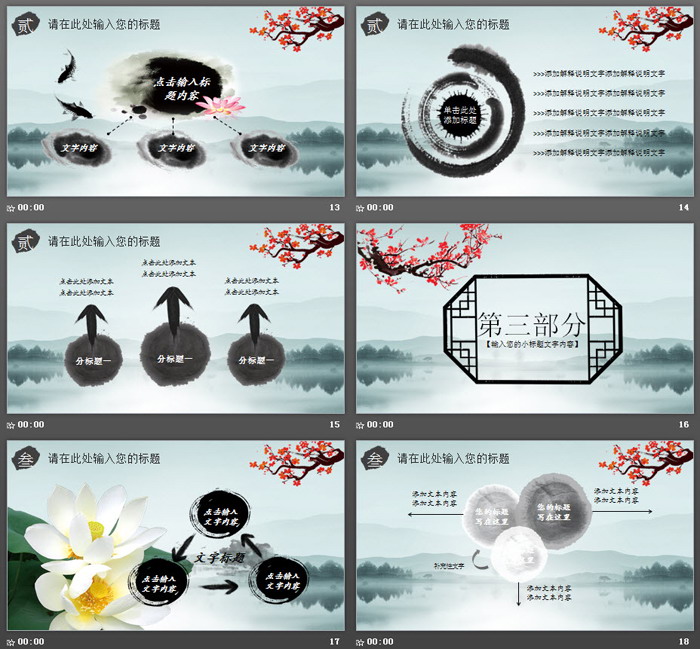 贰
请在此处输入您的标题
点击输入标
题内容
文字内容
文字内容
文字内容
00:00
13
贰
请在此处输入您的标题
单击此处
添加标题
>>>添加解释说明文字添加解释说明文字
>>>添加解释说明文字添加解释说明文字
>>>添加解释说明文字添加解释说明文字
>>>添加解释说明文字添加解释说明文字
>>>添加解释说明文字添加解释说明文字
00:00
14
贰
请在此处输入您的标题
点击此处添加文本
点击此处添加文本
点击此处添加文本
点击此处添加文本
点击此处添加文本
点击此处添加文本
分标题一
分标题一
分标题一
00:00
15
第三部分
【输入您的小标题文字内容】
00:00
16
叁
请在此处输入您的标题
点击输入
文字内容
文字标题
点击输入
文字内容
点击输入
文字内容
00:00
17
叁
请在此处输入您的标题
添加文本内容
添加文本内容
您的标题
写在这里
您的标题
写在这里
添加文本内容
添加文本内容
补充性文字
添加文本内容
添加文本内容
00:00
18